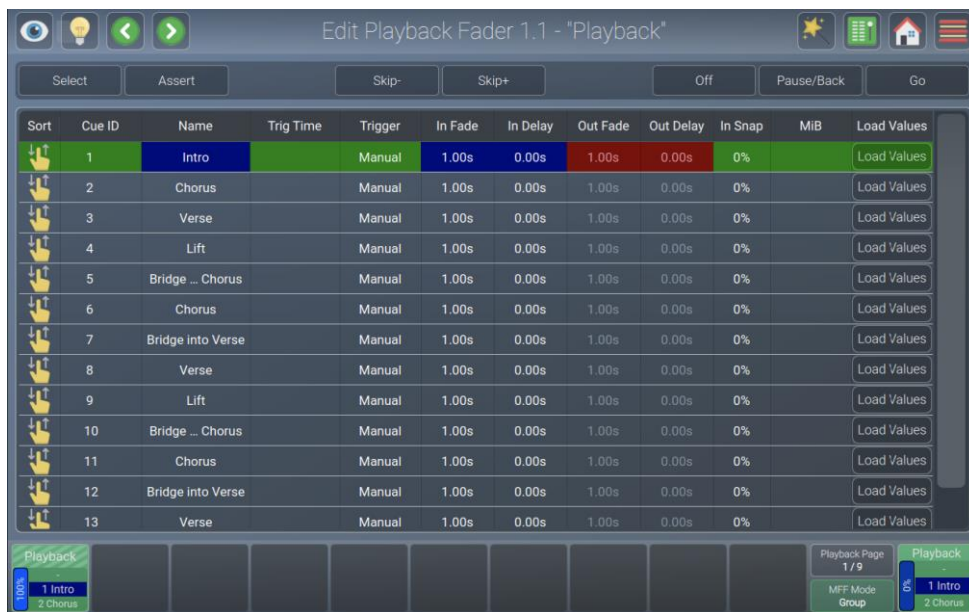 Edit Playback Fader 1.1 - "Playback"
Select Assert Skip- Skip+ Off Pause/Back Go
Sort Cue ID Name Trig Time Trigger In Fade In Delay Out Fade Out Delay In Snap MiB Load Values
1 Intro Manual 1.00s 0.00s 1.00s 0.00s 0% Load Values
2 Chorus Manual 1.00s 0.00s 1.00s 0.00s 0% Load Values
3 Verse Manual 1.00s 0.00s 1.00s 0.00s 0% Load Values
4 Lift Manual 1.00s 0.00s 1.00s 0.00s 0% Load Values
5 Bridge ... Chorus Manual 1.00s 0.00s 1.00s 0.00s 0% Load Values
6 Chorus Manual 1.00s 0.00s 1.00s 0.00s 0% Load Values
7 Bridge into Verse Manual 1.00s 0.00s 1.00s 0.00s 0% Load Values
8 Verse Manual 1.00s 0.00s 1.00s 0.00s 0% Load Values
9 Lift Manual 1.00s 0.00s 1.00s 0.00s 0% Load Values
10 Bridge ... Chorus Manual 1.00s 0.00s 1.00s 0.00s 0% Load Values
11 Chorus Manual 1.00s 0.00s 1.00s 0.00s 0% Load Values
12 Bridge into Verse Manual 1.00s 0.00s 1.00s 0.00s 0% Load Values
13 Verse Manual 1.00s 0.00s 1.00s 0.00s 0% Load Values
Playback
-
100%
1 Intro
2 Chorus
Playback Page
1 / 9
MFF Mode
Group
Playback
-
0%
1 Intro
2 Chorus